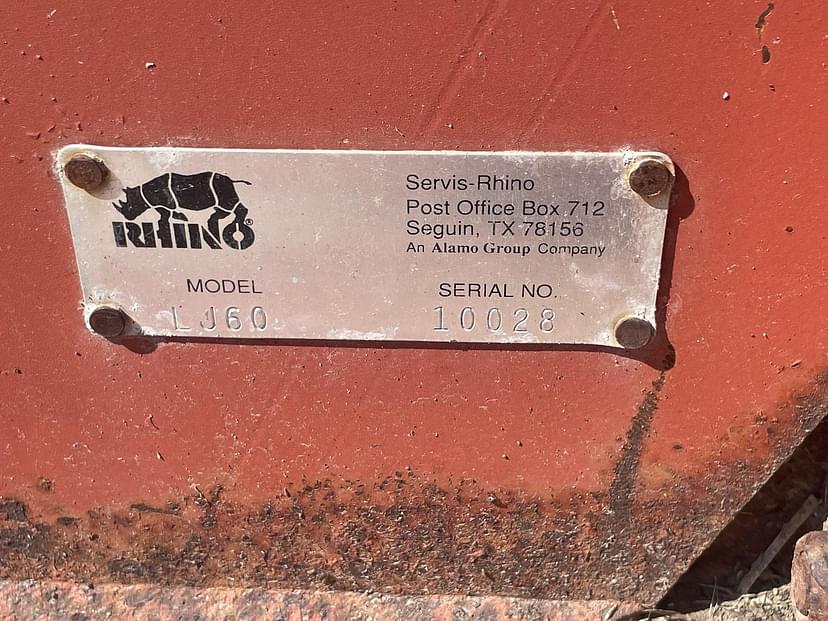 RHINO®
Servis-Rhino
Post Office Box 712
Seguin, TX 78156
An Alamo Group Company
MODEL
LJ60
SERIAL NO.
10028